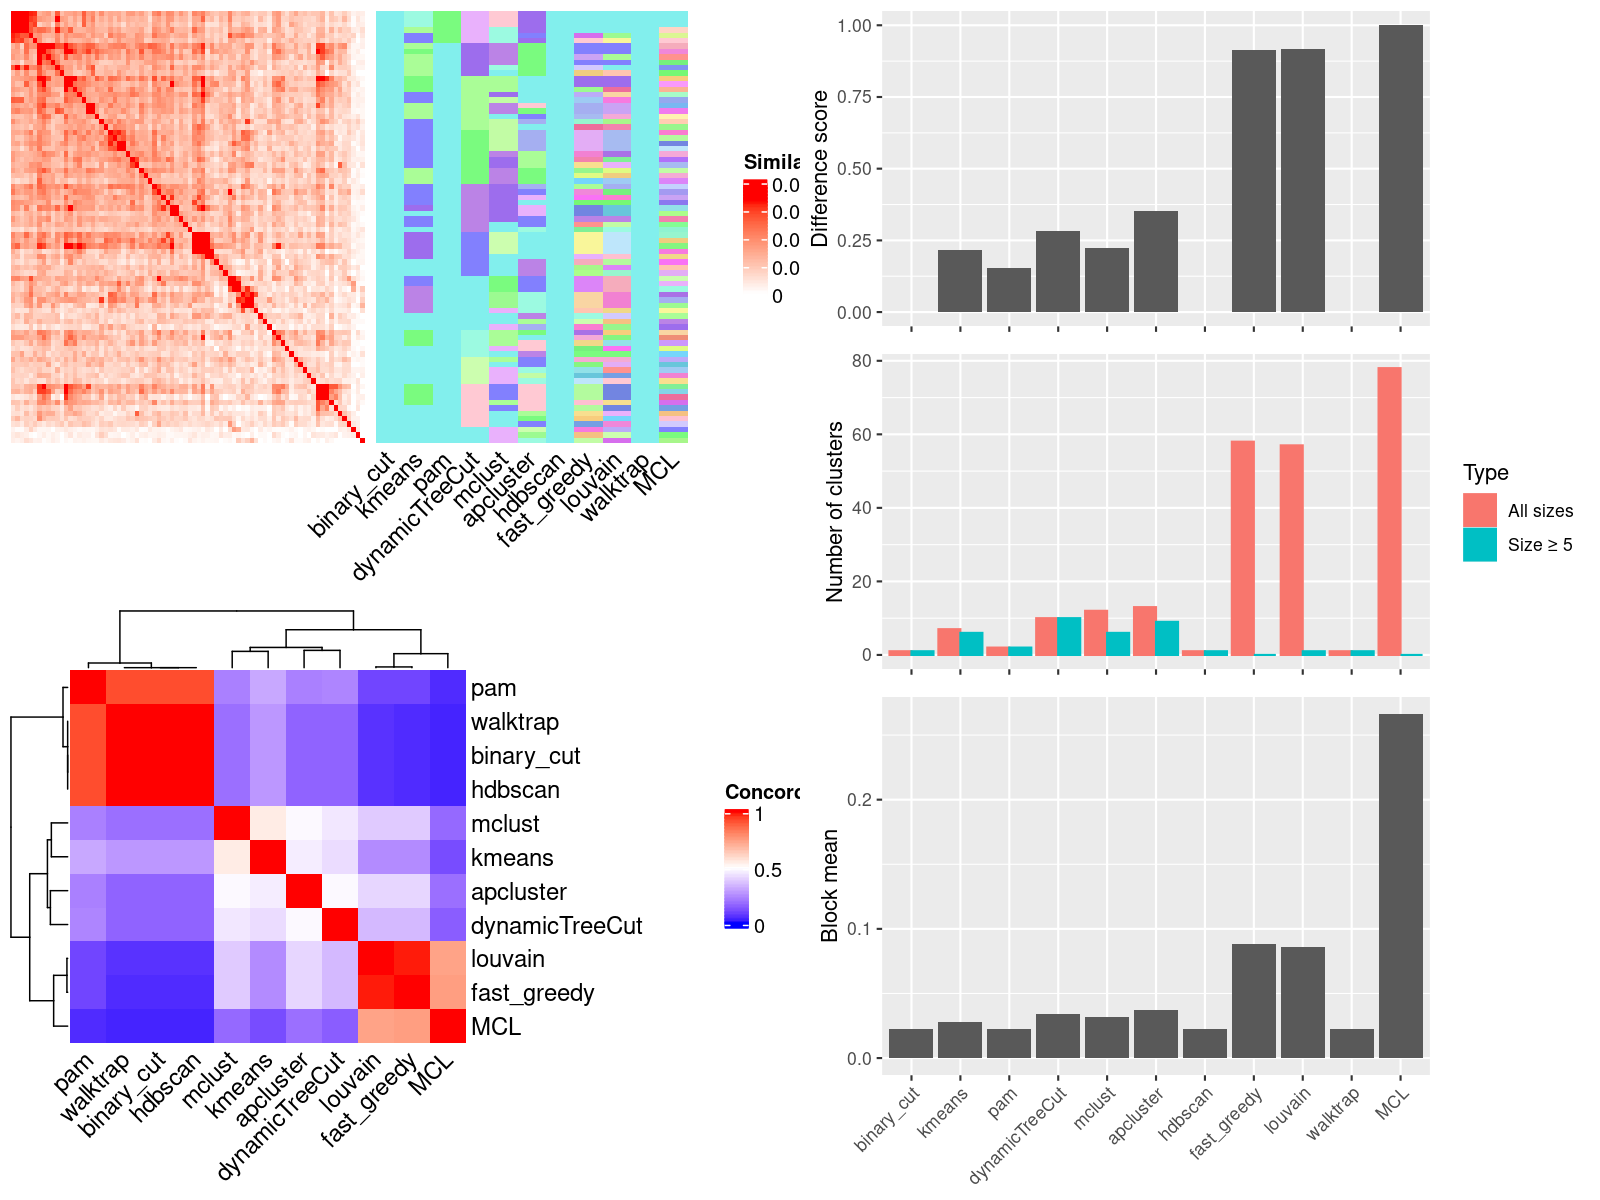 Simila
0.0
0.0
0.0
0.0
0
binary_cut
kmeans
pam
dynamicTreeCut
mclust
apcluster
hdbscan
fast_greedy
louvain
walktrap
MCL
pam
walktrap
binary_cut
hdbscan
mclust
kmeans
apcluster
dynamicTreeCut
louvain
fast_greedy
MCL
Concord
1
0.5
0
pam
walktrap
binary_cut
hdbscan
mclust
kmeans
apcluster
dynamicTreeCut
louvain
fast_greedy
MCL
Difference score
1.00
0.75
0.50
0.25
0.00
Number of clusters
80
60
40
20
0
Type
All sizes
Size ≥ 5
Block mean
0.2
0.1
0.0
binary_cut
kmeans
pam
dynamicTreeCut
mclust
apcluster
hdbscan
fast_greedy
louvain
walktrap
MCL